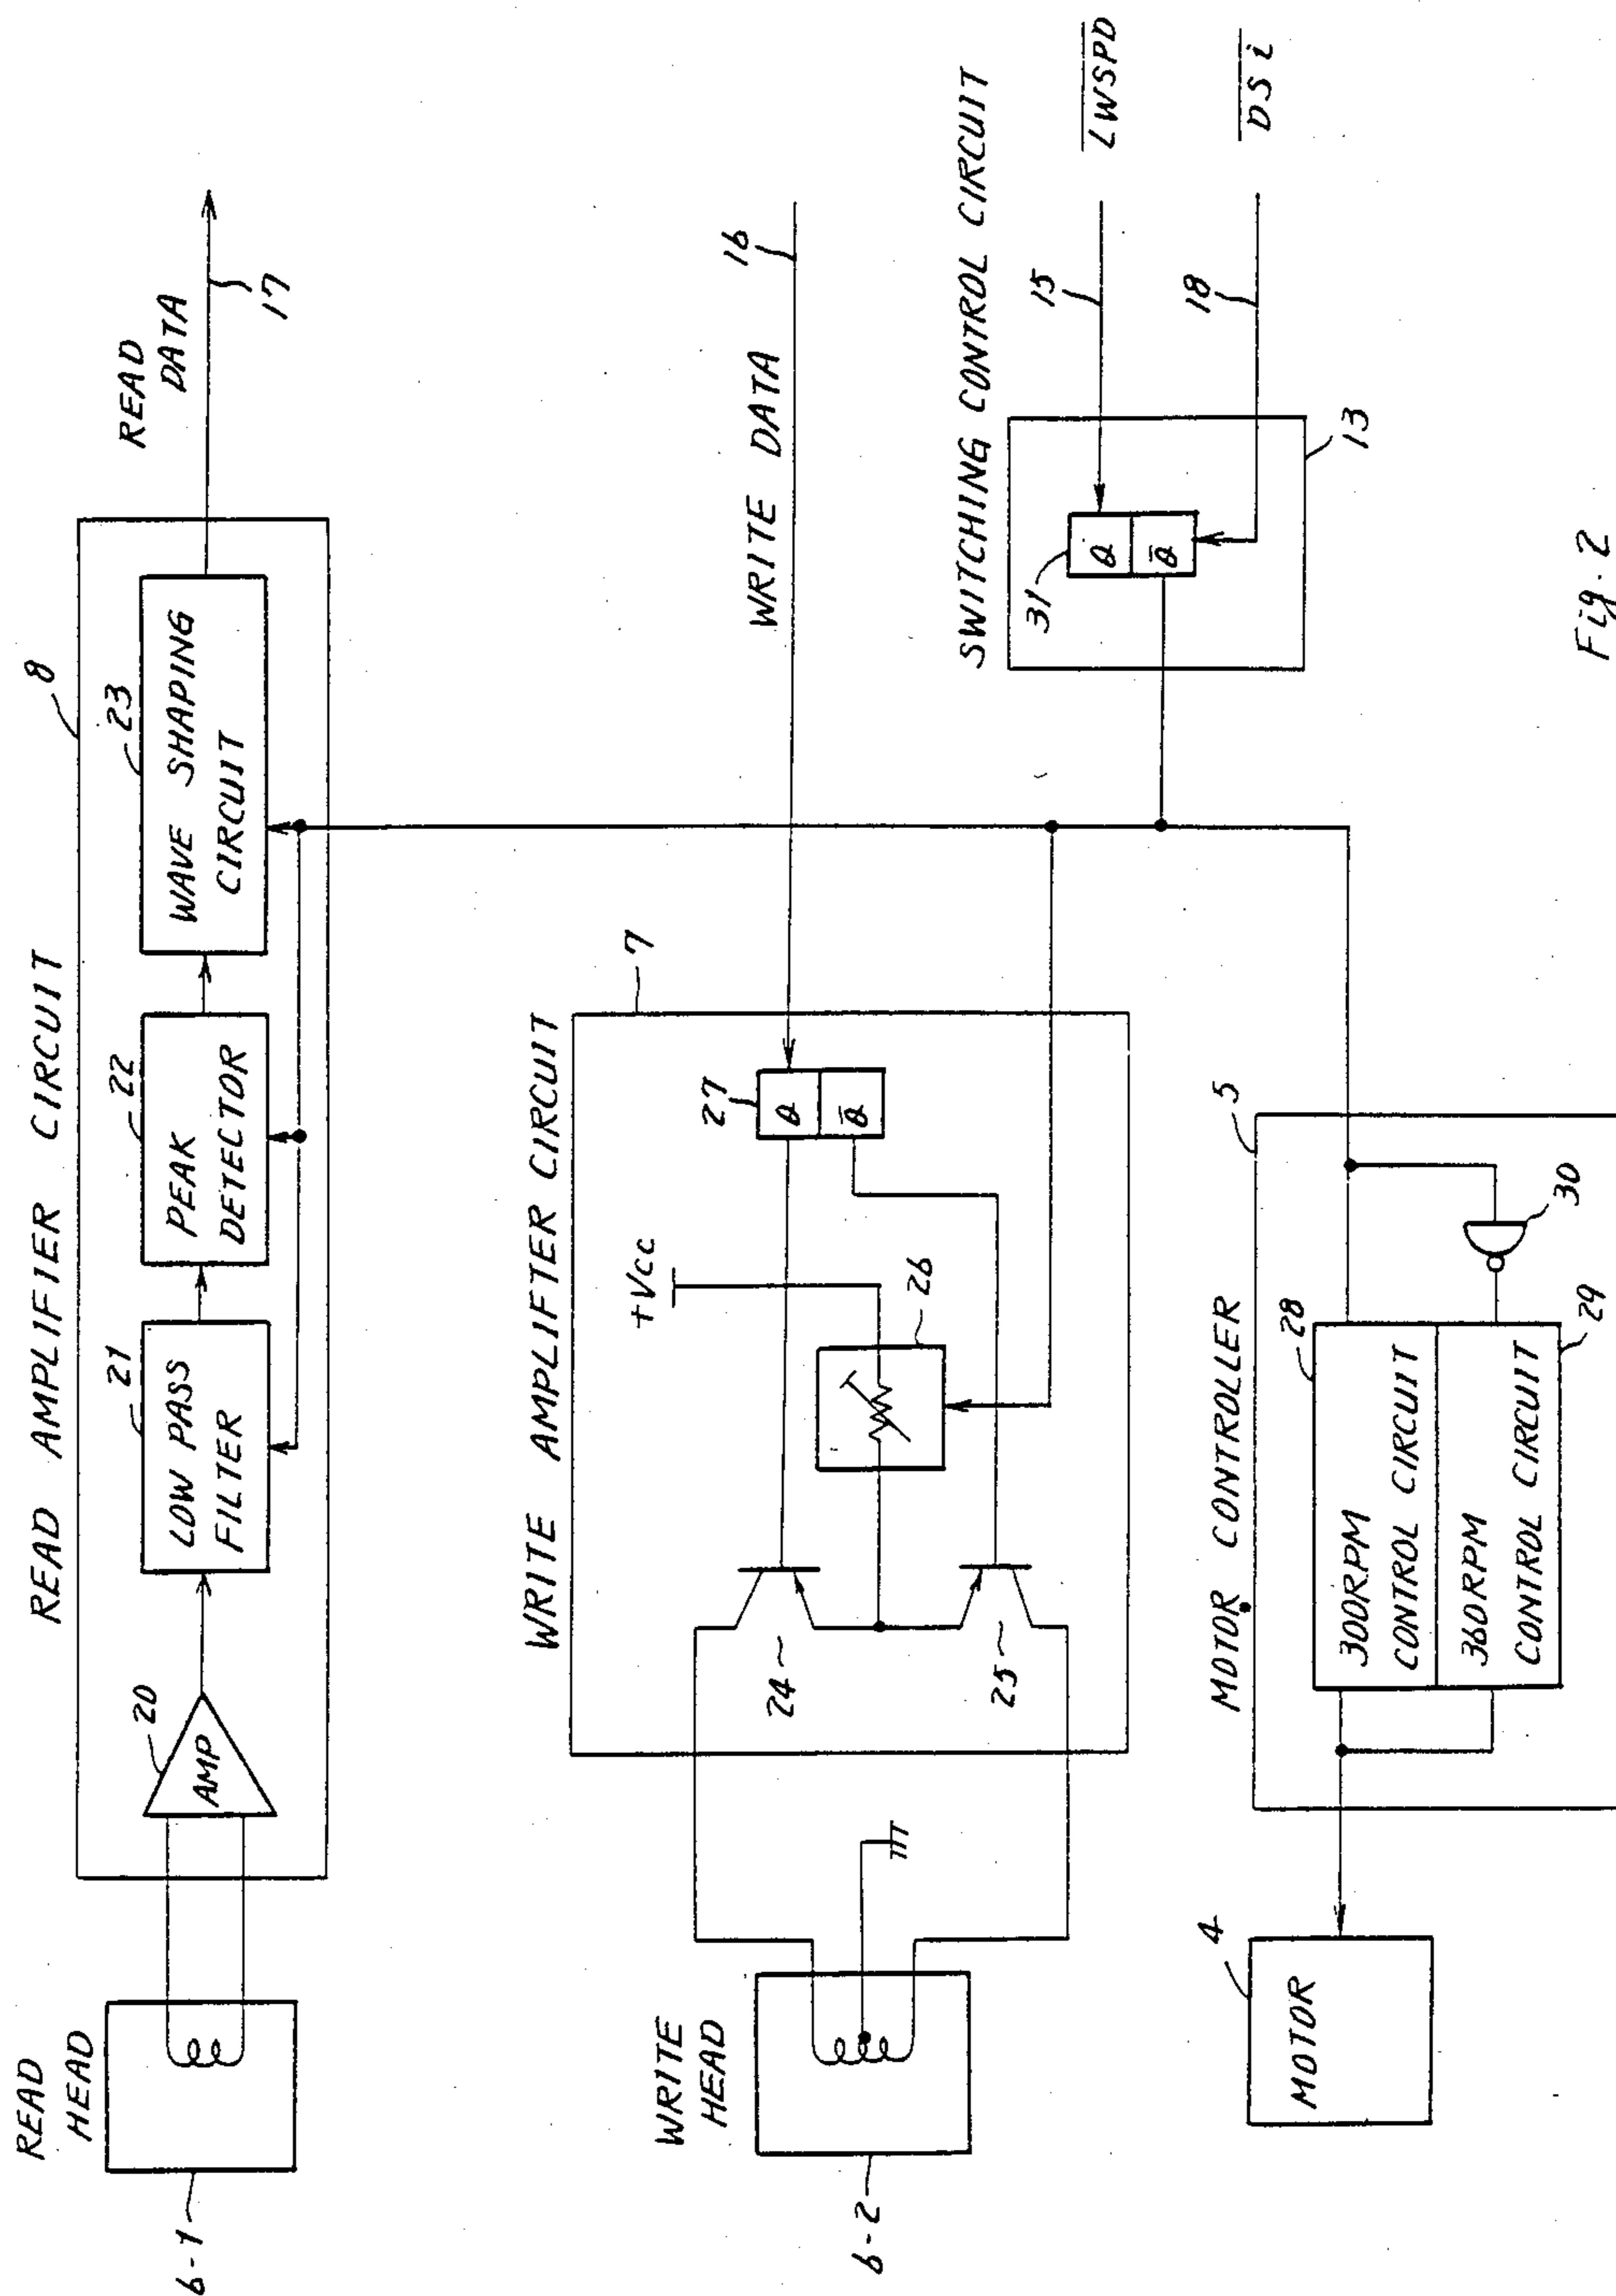 READ AMPLIFIER CIRCUIT
8
READ
HEAD
6-1
20
AMP
21
LOW PASS
FILTER
22
PEAK
DETECTOR
23
WAVE SHAPING
CIRCUIT
READ
DATA
17
WRITE AMPLIFIER CIRCUIT
7
WRITE
HEAD
6-2
24
25
+Vcc
26
27
Q
Q̅
WRITE DATA
16
SWITCHING CONTROL CIRCUIT
31
Q
Q̅
13
15
L̅W̅S̅P̅D̅
18
D̅S̅i̅
MOTOR CONTROLLER
5
4
MOTOR
28
300RPM
CONTROL CIRCUIT
360RPM
CONTROL CIRCUIT
29
30
Fig. 2